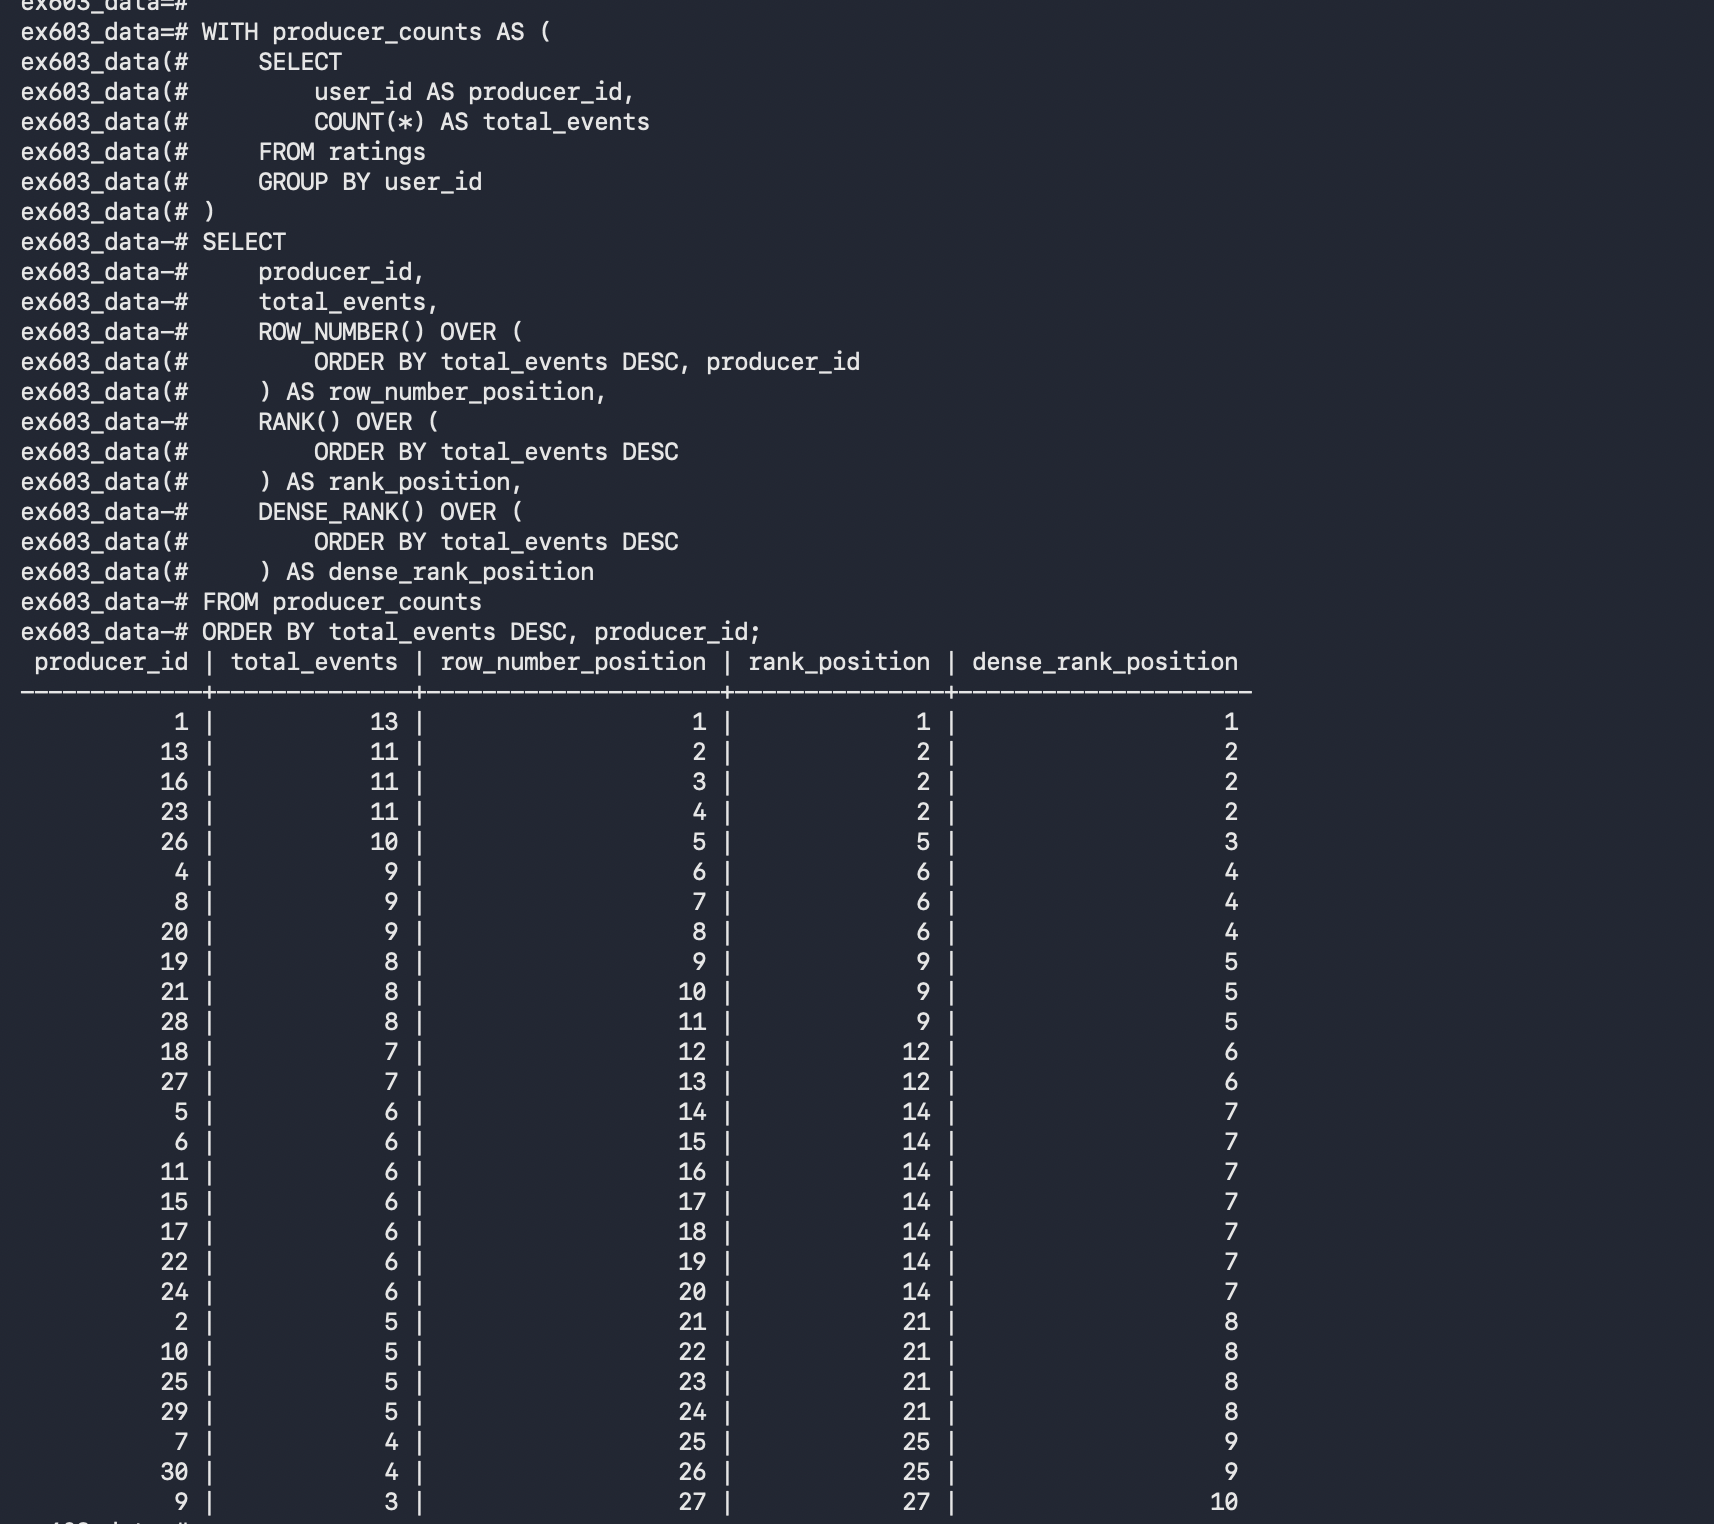 ex603_data=#
ex603_data=# WITH producer_counts AS (
ex603_data(#     SELECT
ex603_data(#         user_id AS producer_id,
ex603_data(#         COUNT(*) AS total_events
ex603_data(#     FROM ratings
ex603_data(#     GROUP BY user_id
ex603_data(# )
ex603_data-# SELECT
ex603_data-#     producer_id,
ex603_data-#     total_events,
ex603_data-#     ROW_NUMBER() OVER (
ex603_data(#         ORDER BY total_events DESC, producer_id
ex603_data(#     ) AS row_number_position,
ex603_data-#     RANK() OVER (
ex603_data(#         ORDER BY total_events DESC
ex603_data(#     ) AS rank_position,
ex603_data-#     DENSE_RANK() OVER (
ex603_data(#         ORDER BY total_events DESC
ex603_data(#     ) AS dense_rank_position
ex603_data-# FROM producer_counts
ex603_data-# ORDER BY total_events DESC, producer_id;
 producer_id | total_events | row_number_position | rank_position | dense_rank_position
-------------+--------------+---------------------+---------------+---------------------
           1 |           13 |                   1 |             1 |                   1
          13 |           11 |                   2 |             2 |                   2
          16 |           11 |                   3 |             2 |                   2
          23 |           11 |                   4 |             2 |                   2
          26 |           10 |                   5 |             5 |                   3
           4 |            9 |                   6 |             6 |                   4
           8 |            9 |                   7 |             6 |                   4
          20 |            9 |                   8 |             6 |                   4
          19 |            8 |                   9 |             9 |                   5
          21 |            8 |                  10 |             9 |                   5
          28 |            8 |                  11 |             9 |                   5
          18 |            7 |                  12 |            12 |                   6
          27 |            7 |                  13 |            12 |                   6
           5 |            6 |                  14 |            14 |                   7
           6 |            6 |                  15 |            14 |                   7
          11 |            6 |                  16 |            14 |                   7
          15 |            6 |                  17 |            14 |                   7
          17 |            6 |                  18 |            14 |                   7
          22 |            6 |                  19 |            14 |                   7
          24 |            6 |                  20 |            14 |                   7
           2 |            5 |                  21 |            21 |                   8
          10 |            5 |                  22 |            21 |                   8
          25 |            5 |                  23 |            21 |                   8
          29 |            5 |                  24 |            21 |                   8
           7 |            4 |                  25 |            25 |                   9
          30 |            4 |                  26 |            25 |                   9
           9 |            3 |                  27 |            27 |                  10